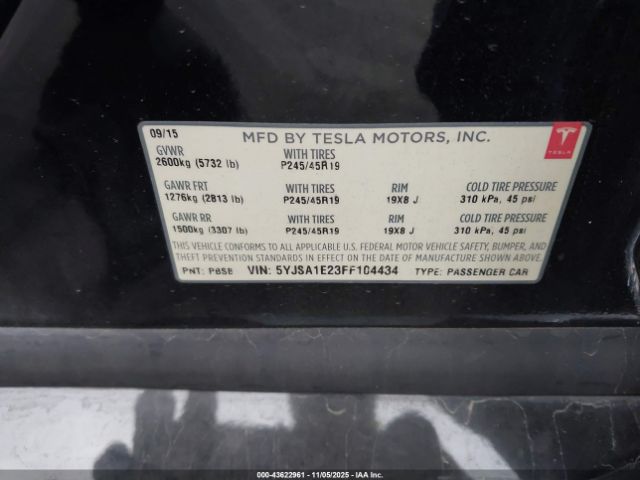 09/15 MFD BY TESLA MOTORS, INC.
TESLA
GVWR WITH TIRES
2600kg (5732 lb) P245/45R19
GAWR FRT WITH TIRES RIM COLD TIRE PRESSURE
1276kg (2813 lb) P245/45R19 19X8 J 310 kPa, 45 psi
GAWR RR WITH TIRES RIM COLD TIRE PRESSURE
1500kg (3307 lb) P245/45R19 19X8 J 310 kPa, 45 psi
THIS VEHICLE CONFORMS TO ALL APPLICABLE U.S. FEDERAL MOTOR VEHICLE SAFETY, BUMPER, AND
THEFT PREVENTION STANDARDS IN EFFECT ON THE DATE OF MANUFACTURE SHOWN ABOVE.
PNT: PBSB VIN: 5YJSA1E23FF104434 TYPE: PASSENGER CAR
000-43622961 - 11/05/2025 - IAA Inc.